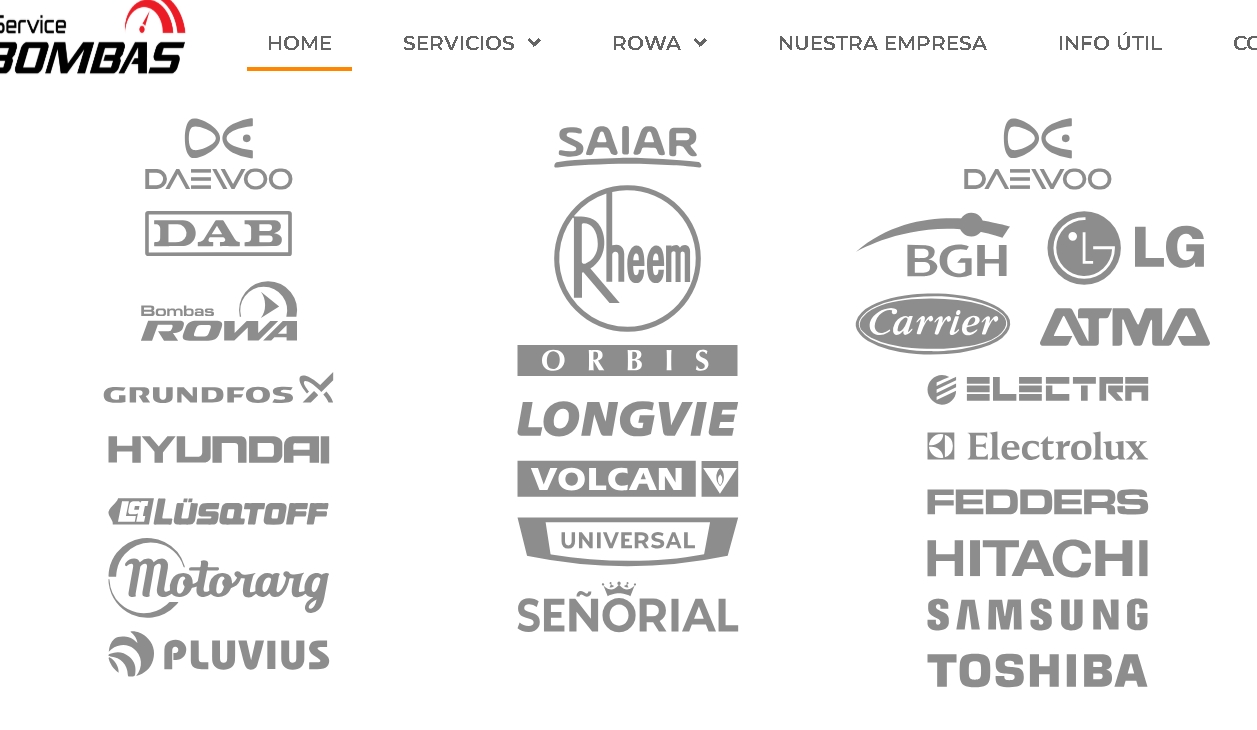 Service
BOMBAS
HOME
SERVICIOS
ROWA
NUESTRA EMPRESA
INFO ÚTIL
CO
DAEWOO
DAB
Bombas
ROWA
GRUNDFOS
HYUNDAI
LQT LÜSQTOFF
Motorarg
PLUVIUS
SAIAR
Rheem
ORBIS
LONGVIE
VOLCAN
UNIVERSAL
SEÑORIAL
DAEWOO
BGH
LG
Carrier
ATMA
ELECTRA
Electrolux
FEDDERS
HITACHI
SAMSUNG
TOSHIBA